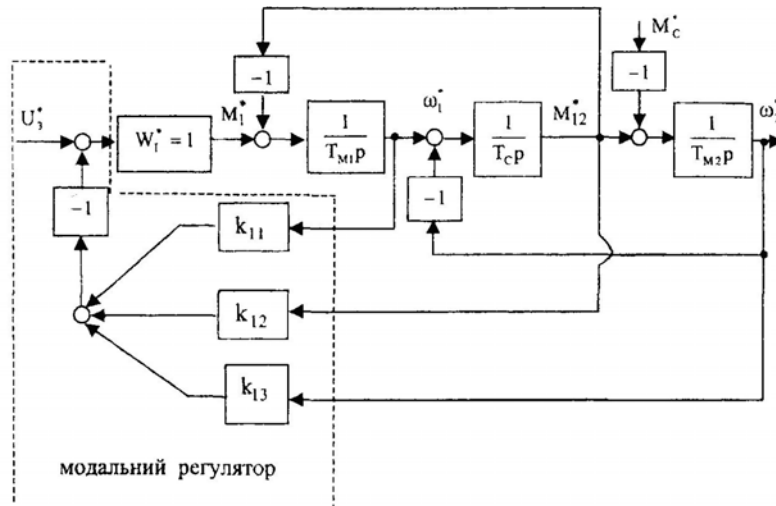 -1
M*C
-1
U*3
W*1 = 1
M*1
1
TM1p
ω*1
1
TCp
M*12
1
TM2p
ω*2
-1
-1
k11
k12
k13
модальний регулятор